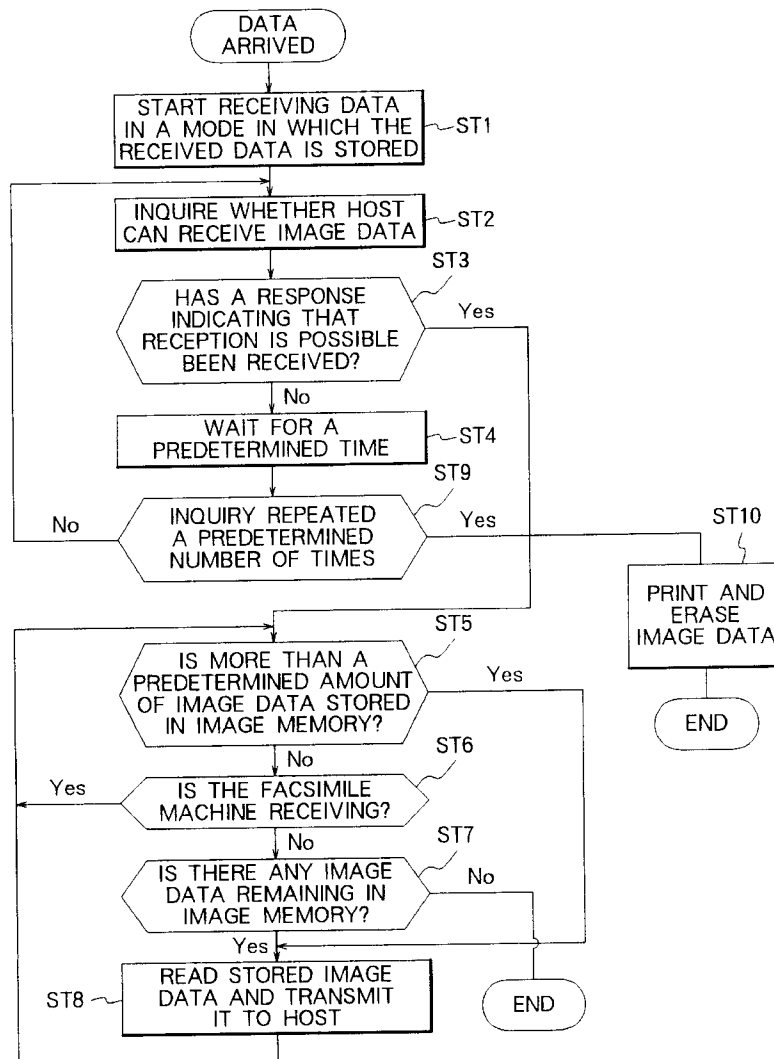 DATA
ARRIVED
START RECEIVING DATA
IN A MODE IN WHICH THE
RECEIVED DATA IS STORED
ST1
INQUIRE WHETHER HOST
CAN RECEIVE IMAGE DATA
ST2
ST3
HAS A RESPONSE
INDICATING THAT
RECEPTION IS POSSIBLE
BEEN RECEIVED?
Yes
No
WAIT FOR A
PREDETERMINED TIME
ST4
ST9
INQUIRY REPEATED
A PREDETERMINED
NUMBER OF TIMES
No
Yes
ST10
PRINT AND
ERASE
IMAGE DATA
END
ST5
IS MORE THAN A
PREDETERMINED AMOUNT
OF IMAGE DATA STORED
IN IMAGE MEMORY?
Yes
No
ST6
IS THE FACSIMILE
MACHINE RECEIVING?
Yes
No
ST7
IS THERE ANY IMAGE
DATA REMAINING IN
IMAGE MEMORY?
No
Yes
READ STORED IMAGE
DATA AND TRANSMIT
IT TO HOST
ST8
END